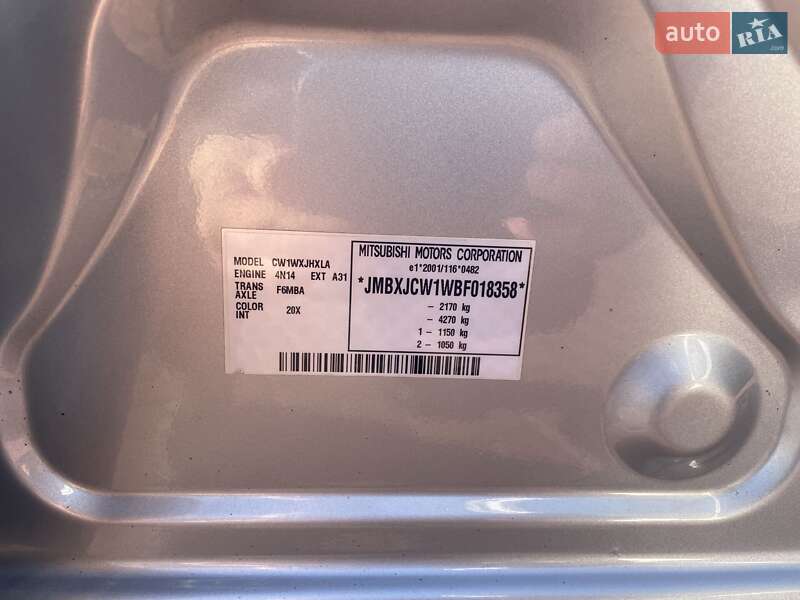 auto RIA
.com
MODEL CW1WXJHXLA
ENGINE 4N14 EXT A31
TRANS AXLE F6MBA
COLOR INT 20X
MITSUBISHI MOTORS CORPORATION
e1*2001/116*0482
*JMBXJCW1WBF018358*
– 2170 kg
– 4270 kg
1 – 1150 kg
2 – 1050 kg